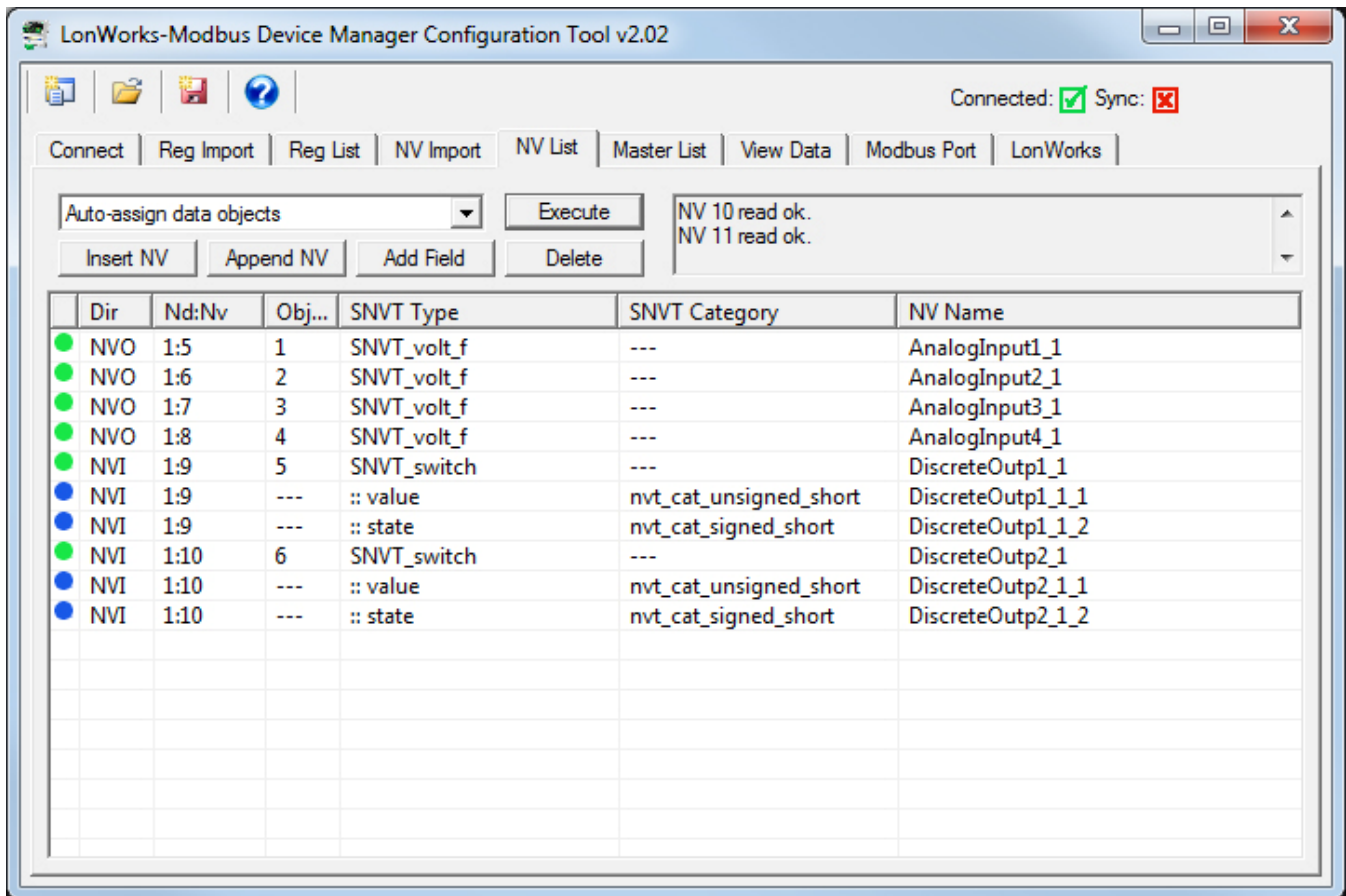 LonWorks-Modbus Device Manager Configuration Tool v2.02
Connected: Sync:
Connect Reg Import Reg List NV Import NV List Master List View Data Modbus Port LonWorks
Auto-assign data objects Execute NV 10 read ok.
NV 11 read ok.
Insert NV Append NV Add Field Delete
Dir Nd:Nv Obj... SNVT Type SNVT Category NV Name
NVO 1:5 1 SNVT_volt_f --- AnalogInput1_1
NVO 1:6 2 SNVT_volt_f --- AnalogInput2_1
NVO 1:7 3 SNVT_volt_f --- AnalogInput3_1
NVO 1:8 4 SNVT_volt_f --- AnalogInput4_1
NVI 1:9 5 SNVT_switch --- DiscreteOutp1_1
NVI 1:9 --- :: value nvt_cat_unsigned_short DiscreteOutp1_1_1
NVI 1:9 --- :: state nvt_cat_signed_short DiscreteOutp1_1_2
NVI 1:10 6 SNVT_switch --- DiscreteOutp2_1
NVI 1:10 --- :: value nvt_cat_unsigned_short DiscreteOutp2_1_1
NVI 1:10 --- :: state nvt_cat_signed_short DiscreteOutp2_1_2